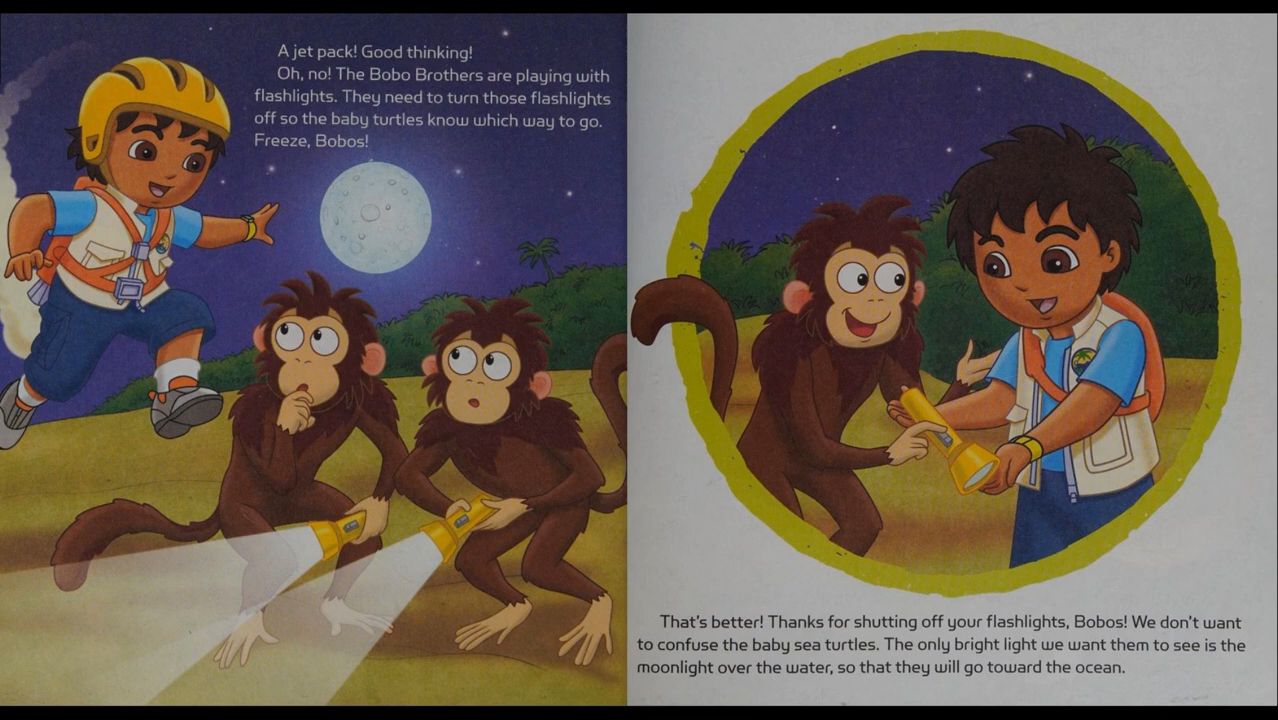 A jet pack! Good thinking!
Oh, no! The Bobo Brothers are playing with
flashlights. They need to turn those flashlights
off so the baby turtles know which way to go.
Freeze, Bobos!
That's better! Thanks for shutting off your flashlights, Bobos! We don't want
to confuse the baby sea turtles. The only bright light we want them to see is the
moonlight over the water, so that they will go toward the ocean.